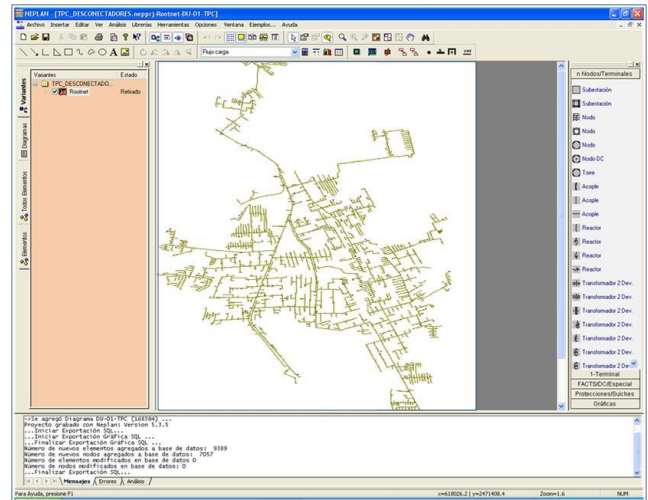 NEPLAN - [TPC_DESCONECTADORES.nepprj-Rootnet-DU-01-TPC]
Archivo Insertar Editar Ver Análisis Librerías Herramientas Opciones Ventana Ejemplos... Ayuda
Flujo carga
Variantes Estado
TPC_DESCONECTADO...
Rootnet Retirado
Variantes
Diagramas
Todos Elementos
Elementos
n Nodos/Terminales
Subestación
Subestación
Nodo
Nodo
Nodo
Nodo DC
Torre
Acople
Acople
Acople
Reactor
Reactor
Reactor
Reactor
Transformador 2 Dev.
Transformador 2 Dev.
Transformador 2 Dev.
Transformador 2 Dev.
Transformador 2 Dev.
Transformador 2 Dev.
Transformador 2 De
1-Terminal
FACTS/DC/Especial
Protecciones/Buiches
Gráficas
->Se agregó Diagrama DU-01-TPC (168384) ...
Proyecto grabado con Neplan: Version 5.3.5
...Iniciar Exportación SQL...
...Iniciar Exportación Gráfica SQL ...
...Finalizar Exportación Gráfica SQL ...
Número de nuevos elementos agregados a base de datos: 9389
Número de nuevos nodos agregados a base de datos: 7057
Número de elementos modificados en base de datos 0
Número de nodos modificados en base de datos: 0
...Finalizar Exportación SQL...
Mensajes Errores Análisis
Para Ayuda, presione F1 x=618026.2 | y=2471408.4 Zoom=1.6 NUM